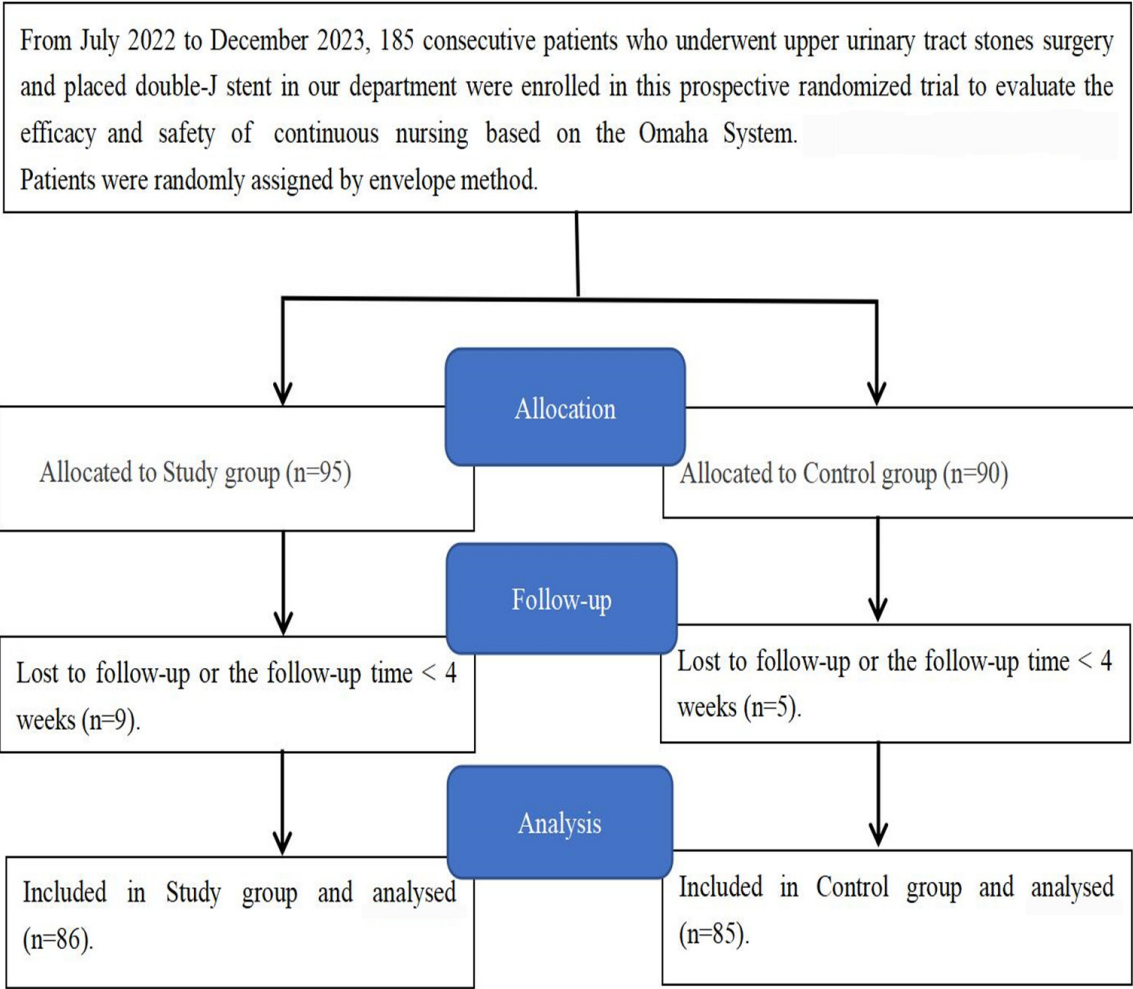 From July 2022 to December 2023, 185 consecutive patients who underwent upper urinary tract stones surgery
and placed double-J stent in our department were enrolled in this prospective randomized trial to evaluate the
efficacy and safety of continuous nursing based on the Omaha System.
Patients were randomly assigned by envelope method.
Allocation
Allocated to Study group (n=95)
Allocated to Control group (n=90)
Follow-up
Lost to follow-up or the follow-up time < 4
weeks (n=9).
Lost to follow-up or the follow-up time < 4
weeks (n=5).
Analysis
Included in Study group and analysed
(n=86).
Included in Control group and analysed
(n=85).